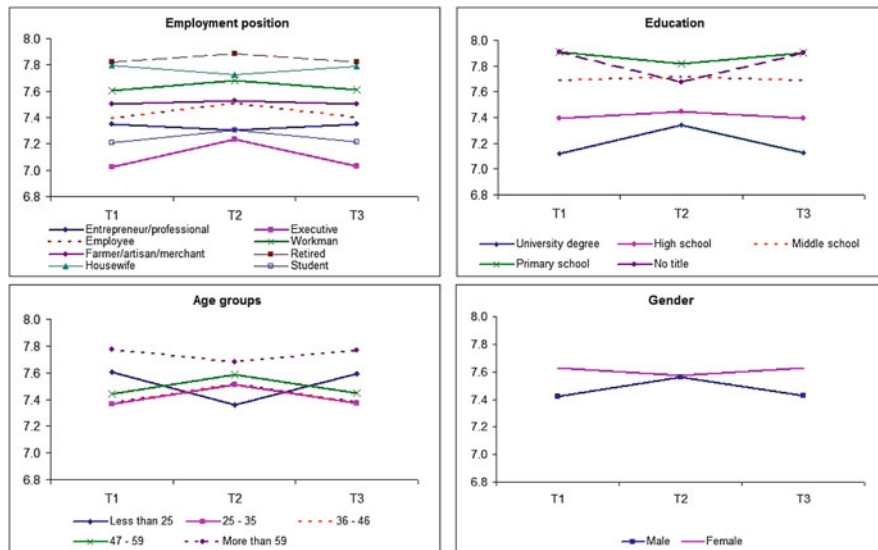 Employment position
8.0
7.8
7.6
7.4
7.2
7.0
6.8
T1 T2 T3
Entrepreneur/professional Executive
Employee Workman
Farmer/artisan/merchant Retired
Housewife Student
Education
8.0
7.8
7.6
7.4
7.2
7.0
6.8
T1 T2 T3
University degree High school Middle school
Primary school No title
Age groups
8.0
7.8
7.6
7.4
7.2
7.0
6.8
T1 T2 T3
Less than 25 25 - 35 36 - 46
47 - 59 More than 59
Gender
8.0
7.8
7.6
7.4
7.2
7.0
6.8
T1 T2 T3
Male Female